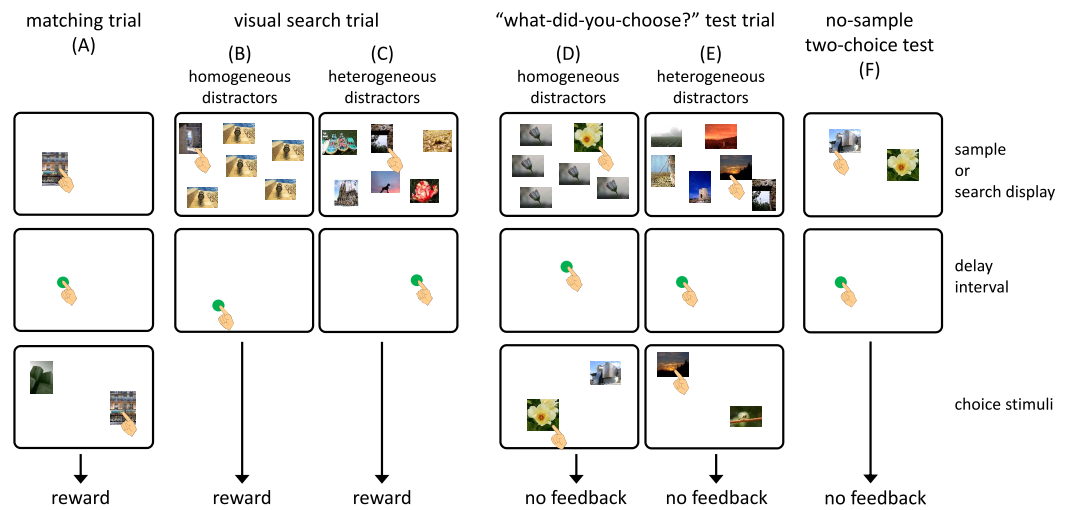 matching trial
(A)
visual search trial
(B)
homogeneous
distractors
(C)
heterogeneous
distractors
“what-did-you-choose?” test trial
(D)
homogeneous
distractors
(E)
heterogeneous
distractors
no-sample
two-choice test
(F)
sample
or
search display
delay
interval
choice stimuli
reward
reward
reward
no feedback
no feedback
no feedback